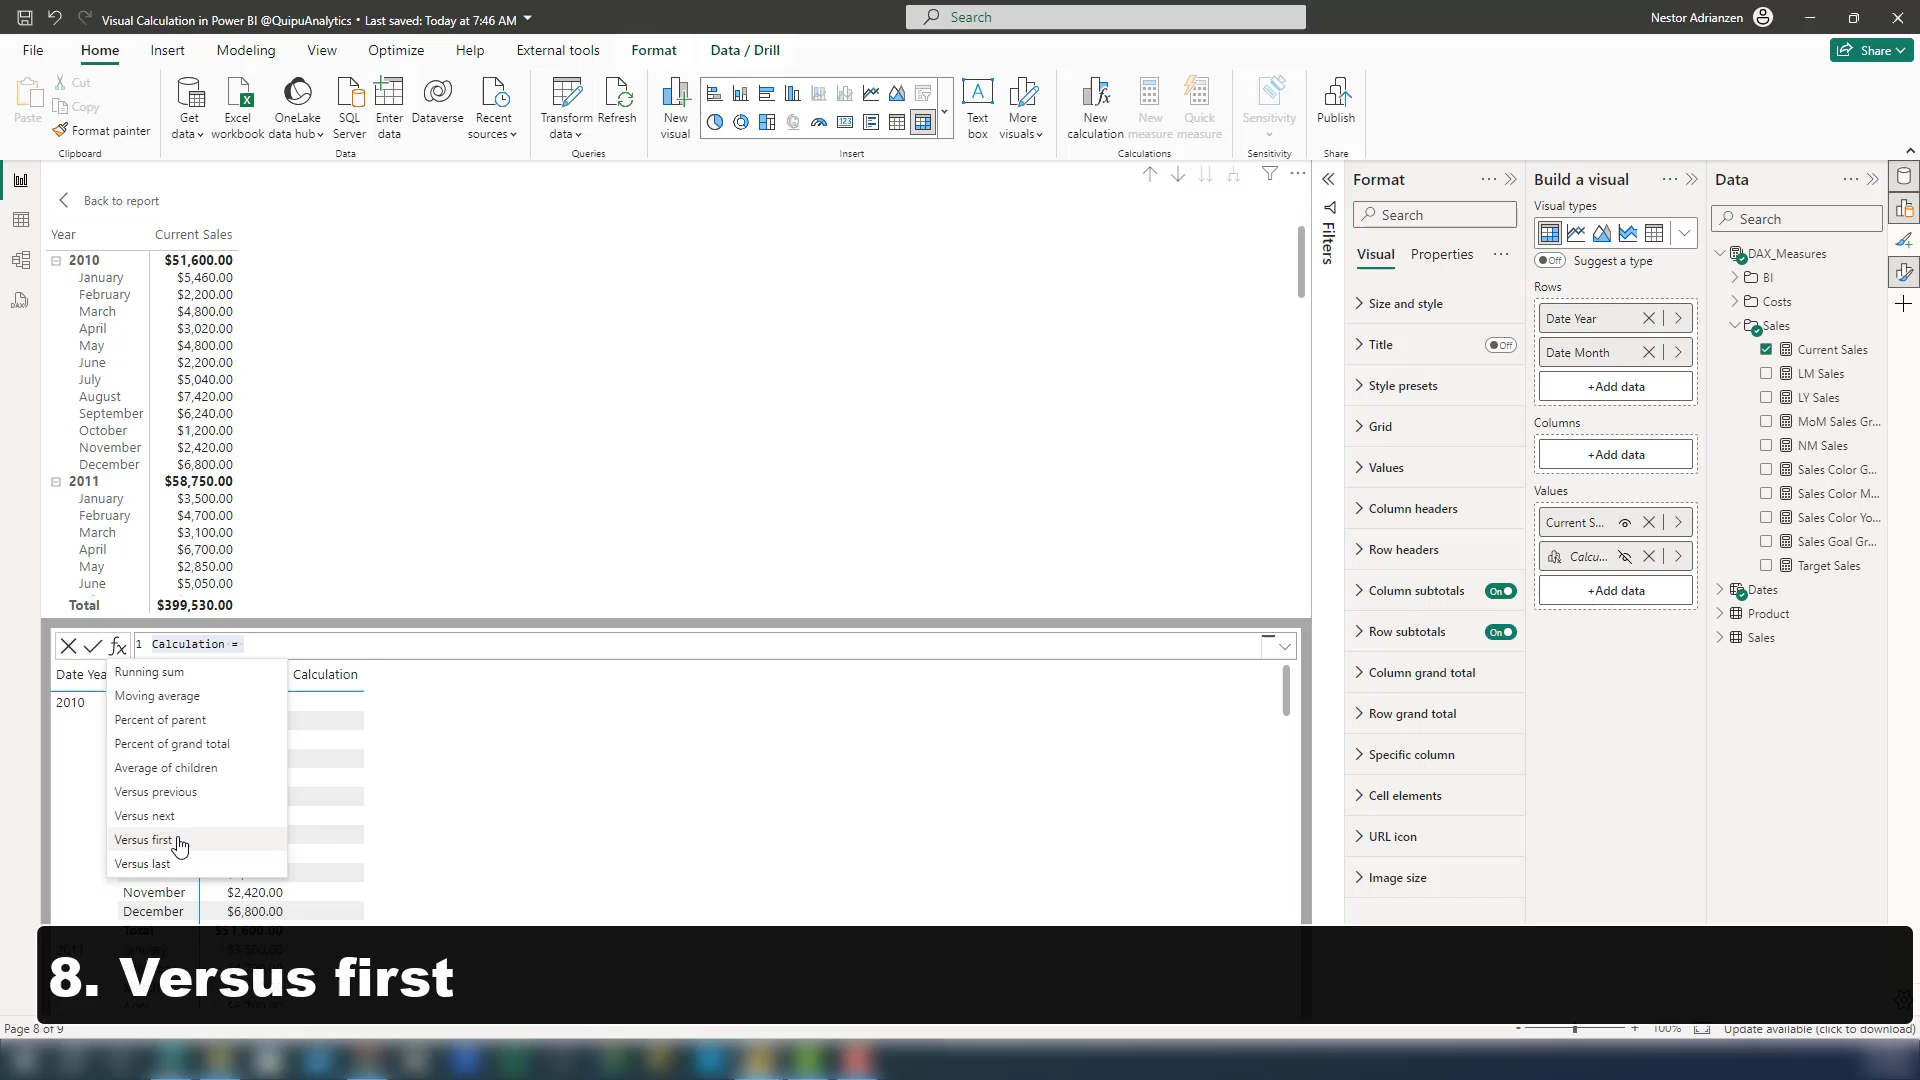 Visual Calculation in Power BI @QuipuAnalytics • Last saved: Today at 7:46 AM
Search
Nestor Adrianzen
File
Home
Insert
Modeling
View
Optimize
Help
External tools
Format
Data / Drill
Share
Paste
Cut
Copy
Format painter
Clipboard
Get data
Excel workbook
OneLake data hub
SQL Server
Enter data
Dataverse
Recent sources
Data
Transform data
Refresh
Queries
New visual
Text box
More visuals
Insert
New calculation
New measure
Quick measure
Calculations
Sensitivity
Sensitivity
Publish
Share
Back to report
Year Current Sales
2010 $51,600.00
January $5,460.00
February $2,200.00
March $4,800.00
April $3,020.00
May $4,800.00
June $2,200.00
July $5,040.00
August $7,420.00
September $6,240.00
October $1,200.00
November $2,420.00
December $6,800.00
2011 $58,750.00
January $3,500.00
February $4,700.00
March $3,100.00
April $6,700.00
May $2,850.00
June $5,050.00
Total $399,530.00
1 Calculation =
Date Yea
Calculation
2010
Running sum
Moving average
Percent of parent
Percent of grand total
Average of children
Versus previous
Versus next
Versus first
Versus last
November $2,420.00
December $6,800.00
Total $51,600.00
2011 January $3,500.00
8. Versus first
Filters
Format
Search
Visual
Properties
Size and style
Title Off
Style presets
Grid
Values
Column headers
Row headers
Column subtotals On
Row subtotals On
Column grand total
Row grand total
Specific column
Cell elements
URL icon
Image size
Build a visual
Visual types
Off Suggest a type
Rows
Date Year
Date Month
+Add data
Columns
+Add data
Values
Current S...
Calcu...
+Add data
Data
Search
DAX_Measures
BI
Costs
Sales
Current Sales
LM Sales
LY Sales
MoM Sales Gr...
NM Sales
Sales Color G...
Sales Color M...
Sales Color Yo...
Sales Goal Gr...
Target Sales
Dates
Product
Sales
Page 8 of 9
100%
Update available (click to download)